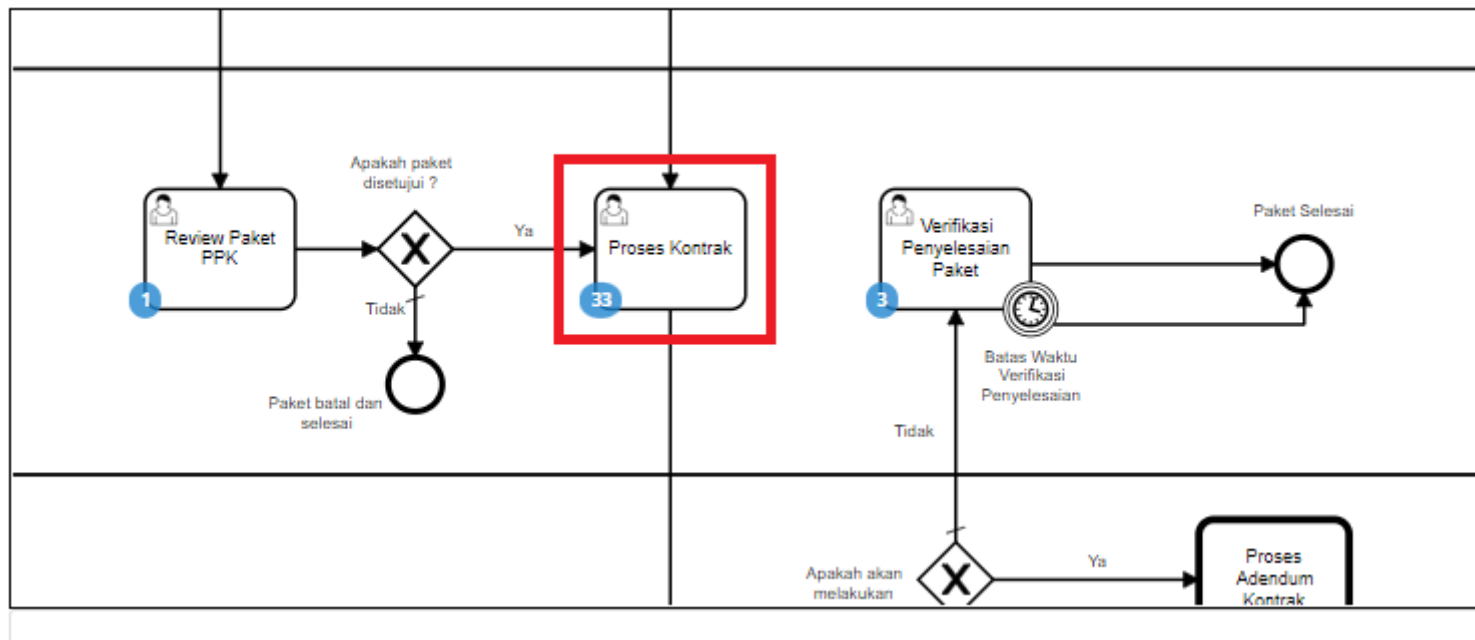 Apakah paket
disetujui ?
Review Paket
PPK
1
Ya
Proses Kontrak
33
Tidak
Paket batal dan
selesai
Verifikasi
Penyelesaian
Paket
3
Paket Selesai
Batas Waktu
Verifikasi
Penyelesaian
Tidak
Apakah akan
melakukan
Ya
Proses
Adendum
Kontrak